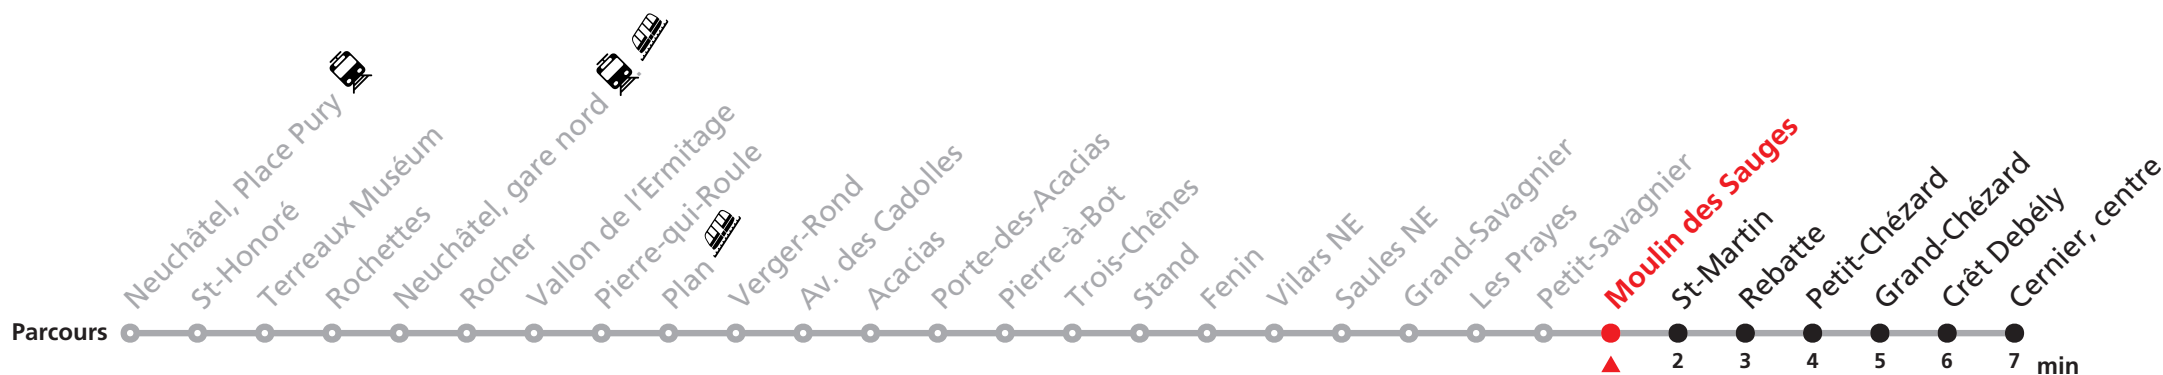 Neuchâtel, Place Pury
St-Honoré
Terreaux Muséum
Rochettes
Neuchâtel, gare nord
Rocher
Vallon de l'Ermitage
Pierre-qui-Roule
Plan
Verger-Rond
Av. des Cadolles
Acacias
Porte-des-Acacias
Pierre-à-Bot
Trois-Chênes
Stand
Fenin
Vilars NE
Saules NE
Grand-Savagnier
Les Prayes
Petit-Savagnier
Moulin des Sauges
St-Martin
Rebatte
Petit-Chézard
Grand-Chézard
Crêt Debély
Cernier, centre
Parcours
2 3 4 5 6 7 min